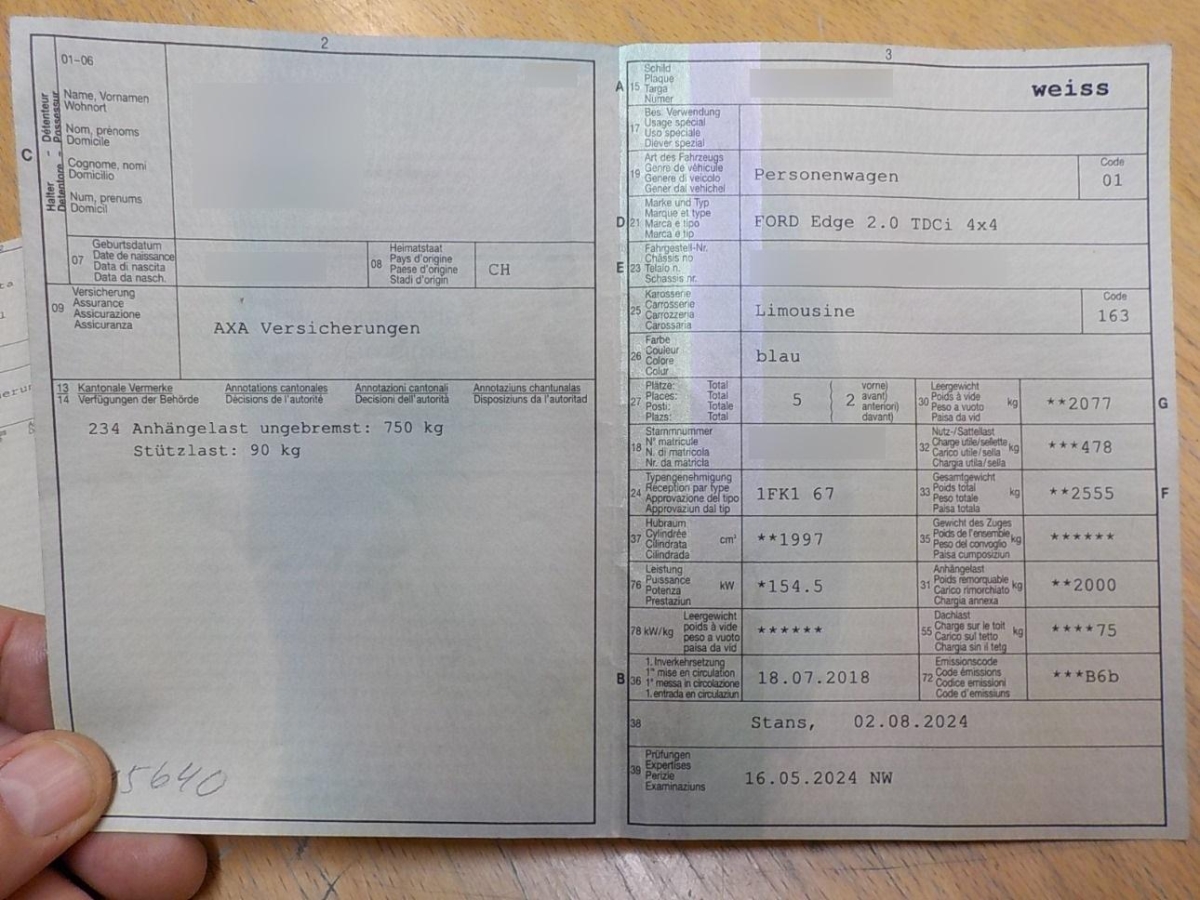 2
01-06
C
Halter - Détenteur
Detentore - Possessur
Name, Vornamen
Wohnort
Nom, prénoms
Domicile
Cognome, nomi
Domicilio
Num, prenums
Domicil
07
Geburtsdatum
Date de naissance
Data di nascita
Data da nasch.
08
Heimatstaat
Pays d'origine
Paese d'origine
Stadi d'origin
CH
09
Versicherung
Assurance
Assicurazione
Assicuranza
AXA Versicherungen
13 Kantonale Vermerke Annotations cantonales Annotazioni cantonali Annotaziuns chantunalas
14 Verfügungen der Behörde Décisions de l'autorité Decisioni dell'autorità Disposiziuns da l'autoritad
234 Anhängelast ungebremst: 750 kg
Stützlast: 90 kg
5640
3
A 15
Schild
Plaque
Targa
Numer
weiss
17
Bes. Verwendung
Usage spécial
Uso speciale
Diever spezial
19
Art des Fahrzeugs
Genre de véhicule
Genere di veicolo
Gener dal vehichel
Personenwagen
Code
01
D 21
Marke und Typ
Marque et type
Marca e tipo
Marca e tip
FORD Edge 2.0 TDCi 4x4
E 23
Fahrgestell-Nr.
Châssis no
Telaio n.
Schassis nr.
25
Karosserie
Carrosserie
Carrozzeria
Carossaria
Limousine
Code
163
26
Farbe
Couleur
Colore
Colur
blau
27
Plätze: Total
Places: Total
Posti: Totale
Plazs: Total
5
( vorne)
( 2 avant)
( anteriori)
( davant)
30
Leergewicht
Poids à vide
Peso a vuoto
Paisa da vid
kg
**2077
G
18
Stammnummer
N° matricule
N. di matricola
Nr. da matricla
32
Nutz-/Sattellast
Charge utile/sellette
Carico utile/sella
Chargia utila/sella
kg
***478
24
Typengenehmigung
Réception par type
Approvazione del tipo
Approvaziun dal tip
1FK1 67
33
Gesamtgewicht
Poids total
Peso totale
Paisa totala
kg
**2555
F
37
Hubraum
Cylindrée
Cilindrata
Cilindrada
cm³
**1997
35
Gewicht des Zuges
Poids de l'ensemble
Peso del convoglio
Paisa cumposiziun
kg
******
76
Leistung
Puissance
Potenza
Prestaziun
kW
*154.5
31
Anhängelast
Poids remorquable
Carico rimorchiato
Chargia annexa
kg
**2000
78 kW/kg
Leergewicht
poids à vide
peso a vuoto
paisa da vid
******
55
Dachlast
Charge sur le toit
Carico sul tetto
Chargia sin il tetg
kg
****75
B 36
1. Inverkehrsetzung
1re mise en circulation
1a messa in circolazione
1. entrada en circulaziun
18.07.2018
72
Emissionscode
Code émissions
Codice emissioni
Code d'emissiuns
***B6b
38
Stans, 02.08.2024
39
Prüfungen
Expertises
Perizie
Examinaziuns
16.05.2024 NW